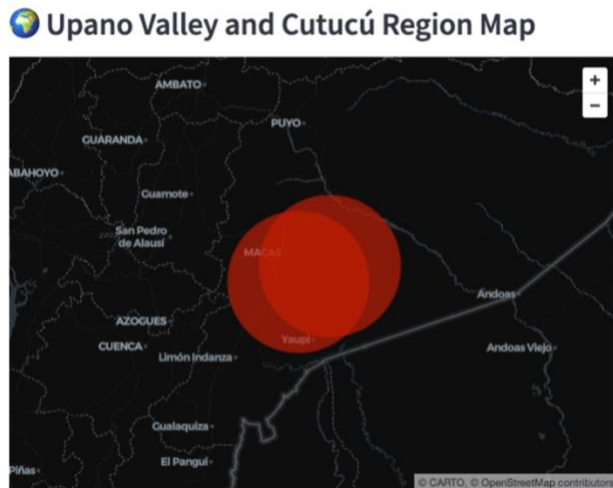 🌍 Upano Valley and Cutucú Region Map
+
−
AMBATO
PUYO
GUARANDA
ABAHOYO
Guamote
San Pedro
de Alausí
MACAS
Andoas
AZOGUES
Yaupi
CUENCA
Andoas Viejo
Limón Indanza
Gualaquiza
El Pangui
Piñas
© CARTO, © OpenStreetMap contributors